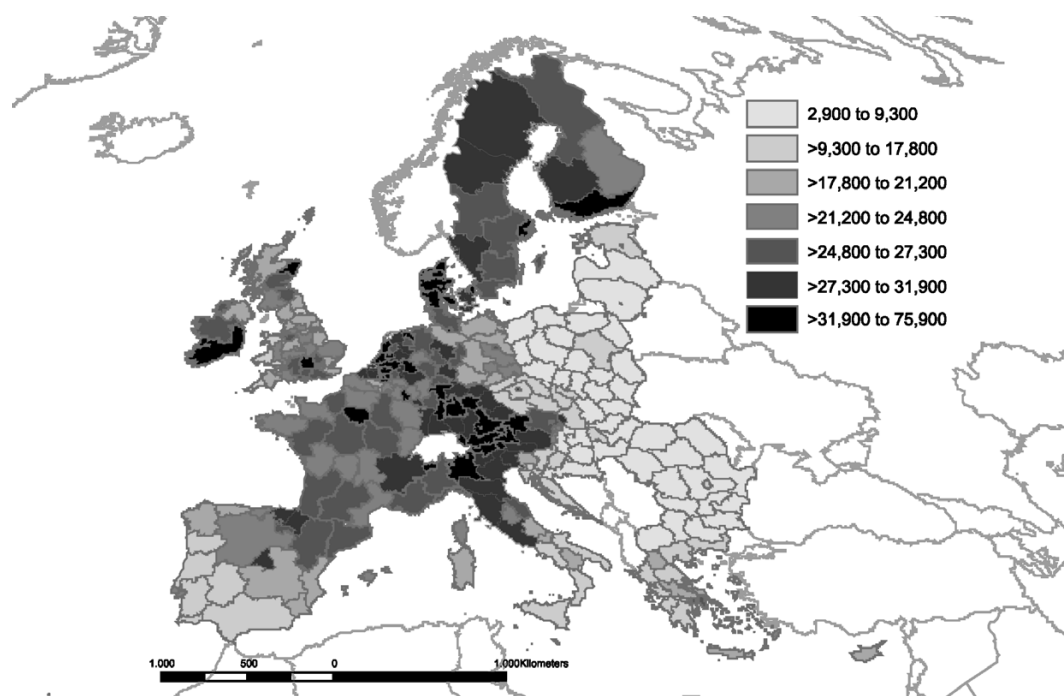 2,900 to 9,300
>9,300 to 17,800
>17,800 to 21,200
>21,200 to 24,800
>24,800 to 27,300
>27,300 to 31,900
>31,900 to 75,900
1.000 500 0 1.000Kilometers